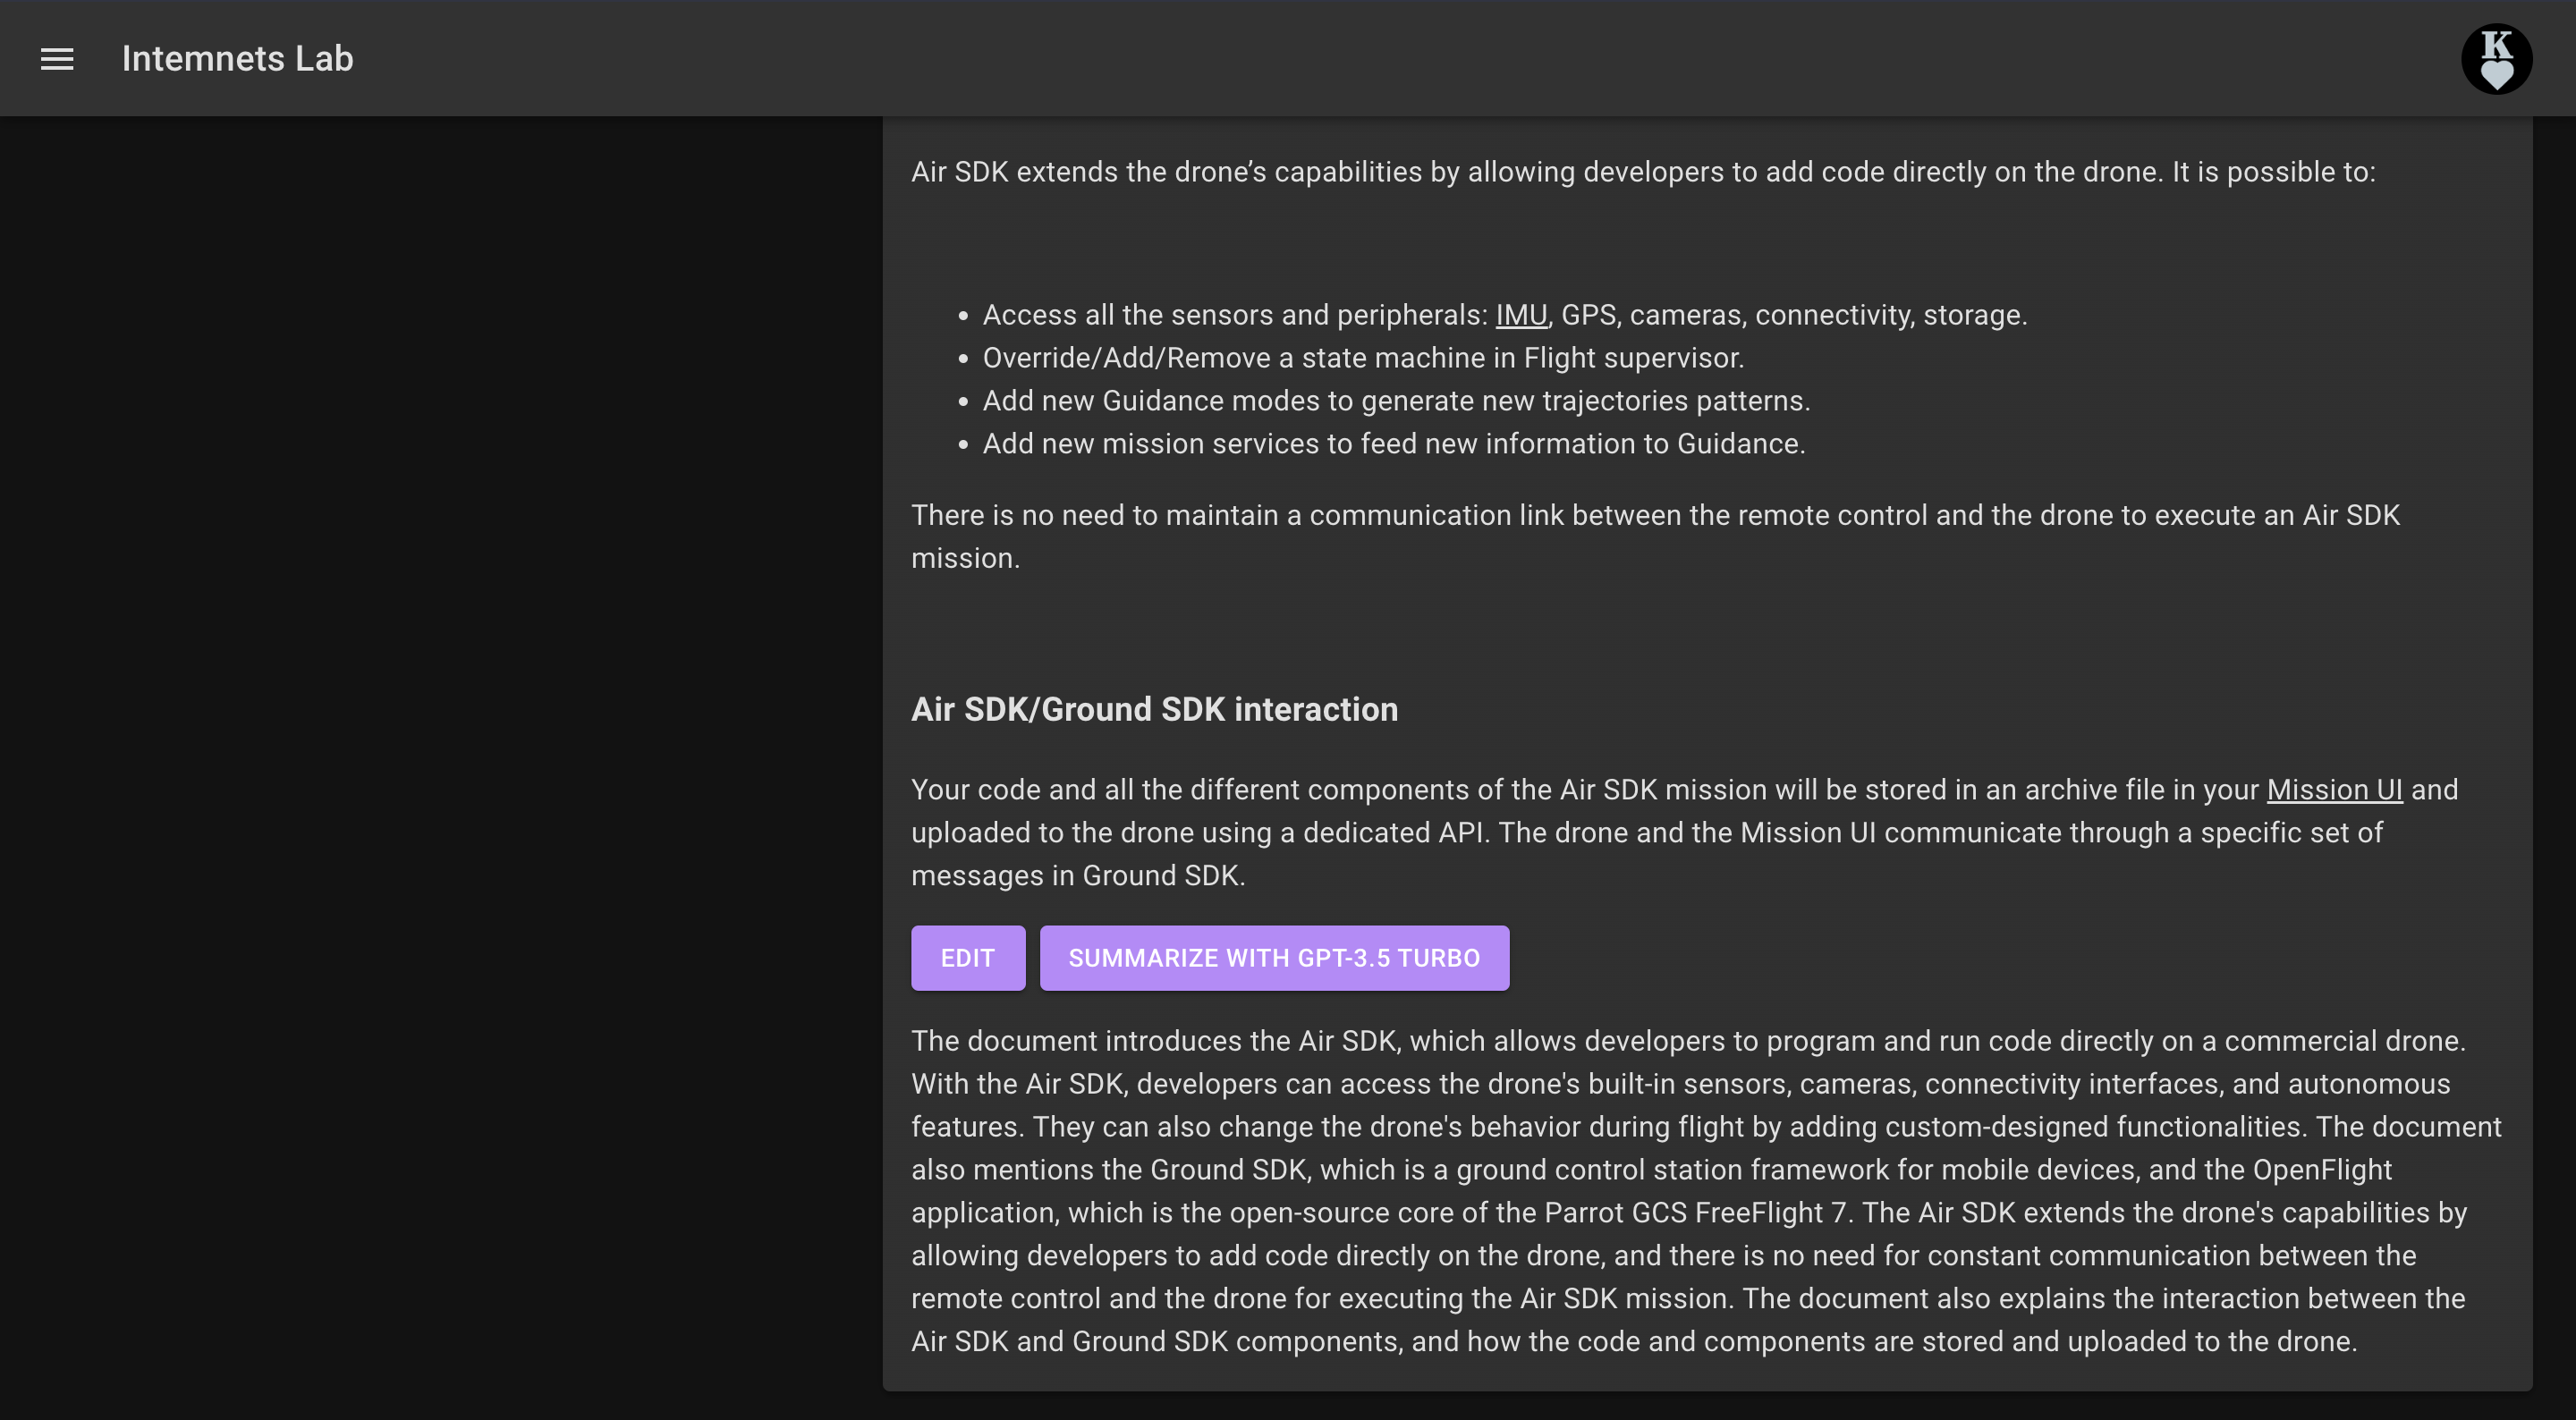 Intemnets Lab
K
Air SDK extends the drone’s capabilities by allowing developers to add code directly on the drone. It is possible to:
Access all the sensors and peripherals: IMU, GPS, cameras, connectivity, storage.
Override/Add/Remove a state machine in Flight supervisor.
Add new Guidance modes to generate new trajectories patterns.
Add new mission services to feed new information to Guidance.
There is no need to maintain a communication link between the remote control and the drone to execute an Air SDK
mission.
Air SDK/Ground SDK interaction
Your code and all the different components of the Air SDK mission will be stored in an archive file in your Mission UI and
uploaded to the drone using a dedicated API. The drone and the Mission UI communicate through a specific set of
messages in Ground SDK.
EDIT SUMMARIZE WITH GPT-3.5 TURBO
The document introduces the Air SDK, which allows developers to program and run code directly on a commercial drone.
With the Air SDK, developers can access the drone's built-in sensors, cameras, connectivity interfaces, and autonomous
features. They can also change the drone's behavior during flight by adding custom-designed functionalities. The document
also mentions the Ground SDK, which is a ground control station framework for mobile devices, and the OpenFlight
application, which is the open-source core of the Parrot GCS FreeFlight 7. The Air SDK extends the drone's capabilities by
allowing developers to add code directly on the drone, and there is no need for constant communication between the
remote control and the drone for executing the Air SDK mission. The document also explains the interaction between the
Air SDK and Ground SDK components, and how the code and components are stored and uploaded to the drone.